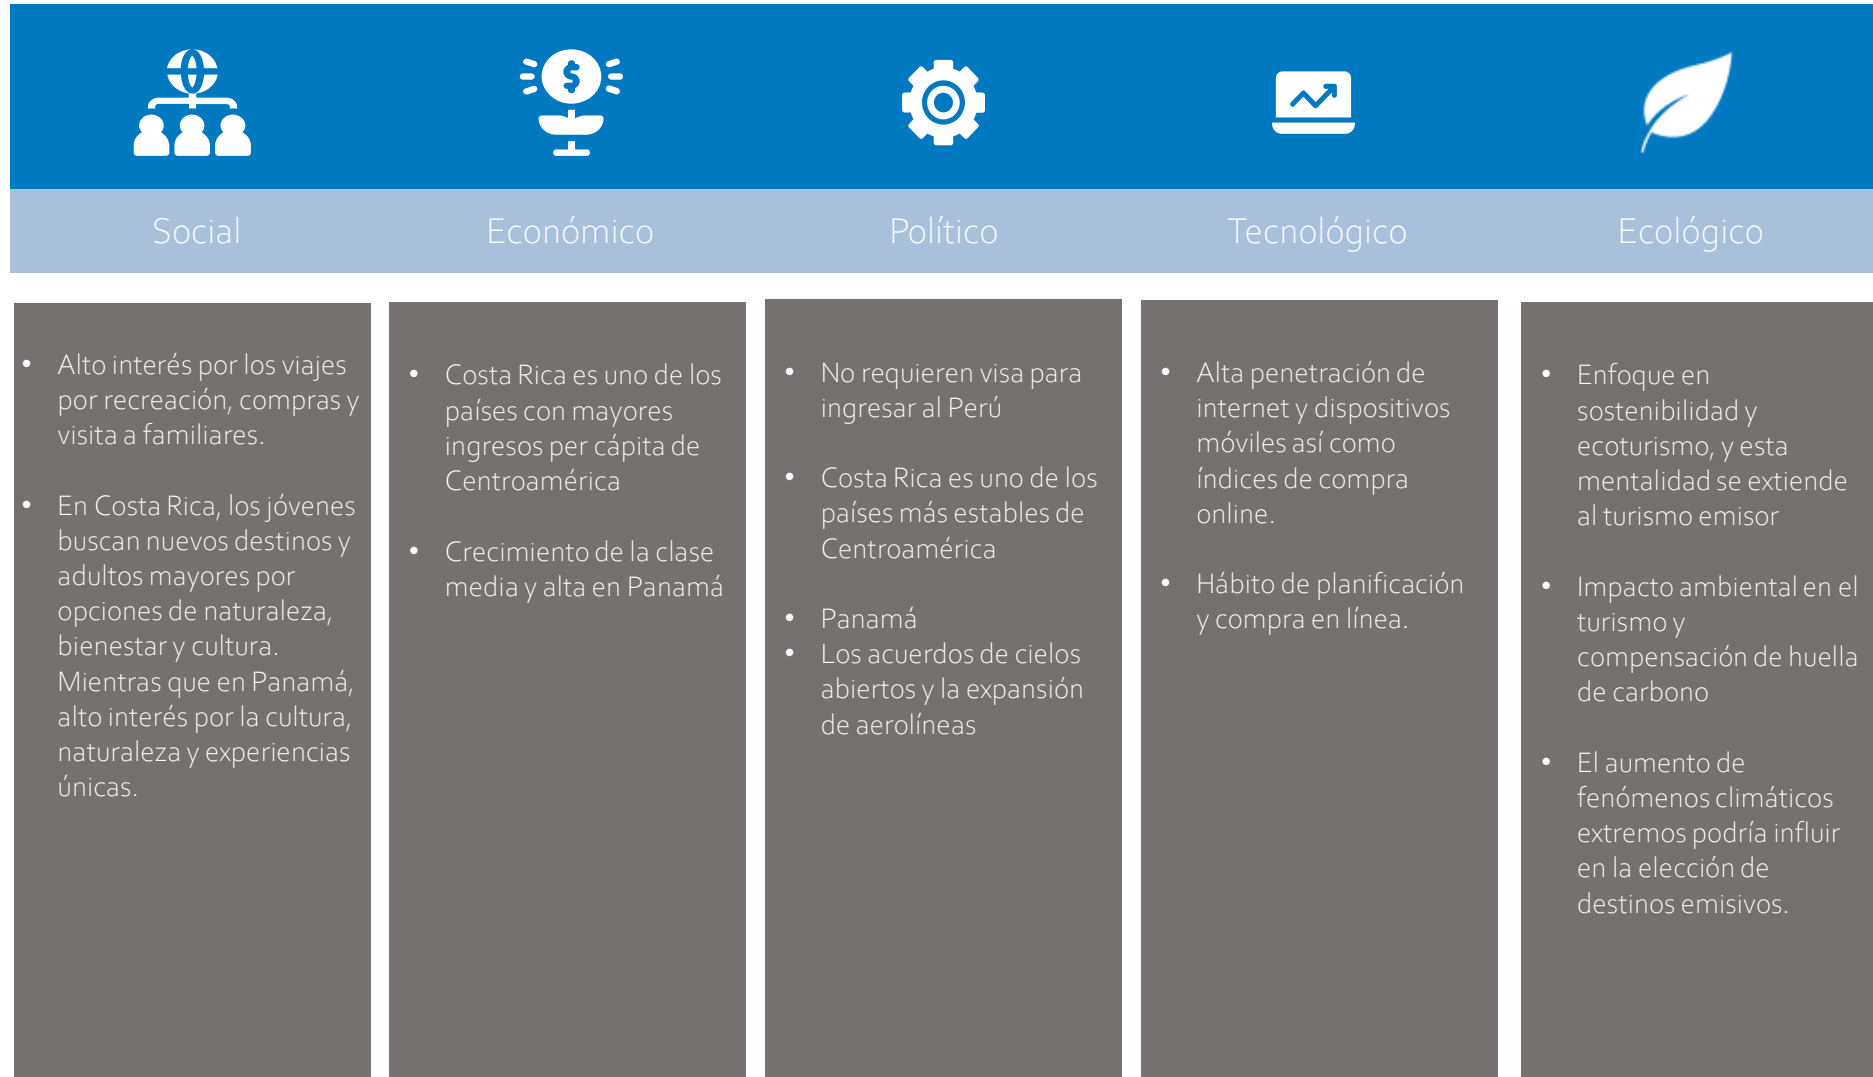 Social
Económico
Político
Tecnológico
Ecológico
• Alto interés por los viajes
por recreación, compras y
visita a familiares.
• En Costa Rica, los jóvenes
buscan nuevos destinos y
adultos mayores por
opciones de naturaleza,
bienestar y cultura.
Mientras que en Panamá,
alto interés por la cultura,
naturaleza y experiencias
únicas.
• Costa Rica es uno de los
países con mayores
ingresos per cápita de
Centroamérica
• Crecimiento de la clase
media y alta en Panamá
• No requieren visa para
ingresar al Perú
• Costa Rica es uno de los
países más estables de
Centroamérica
• Panamá
• Los acuerdos de cielos
abiertos y la expansión
de aerolíneas
• Alta penetración de
internet y dispositivos
móviles así como
índices de compra
online.
• Hábito de planificación
y compra en línea.
• Enfoque en
sostenibilidad y
ecoturismo, y esta
mentalidad se extiende
al turismo emisor
• Impacto ambiental en el
turismo y
compensación de huella
de carbono
• El aumento de
fenómenos climáticos
extremos podría influir
en la elección de
destinos emisivos.